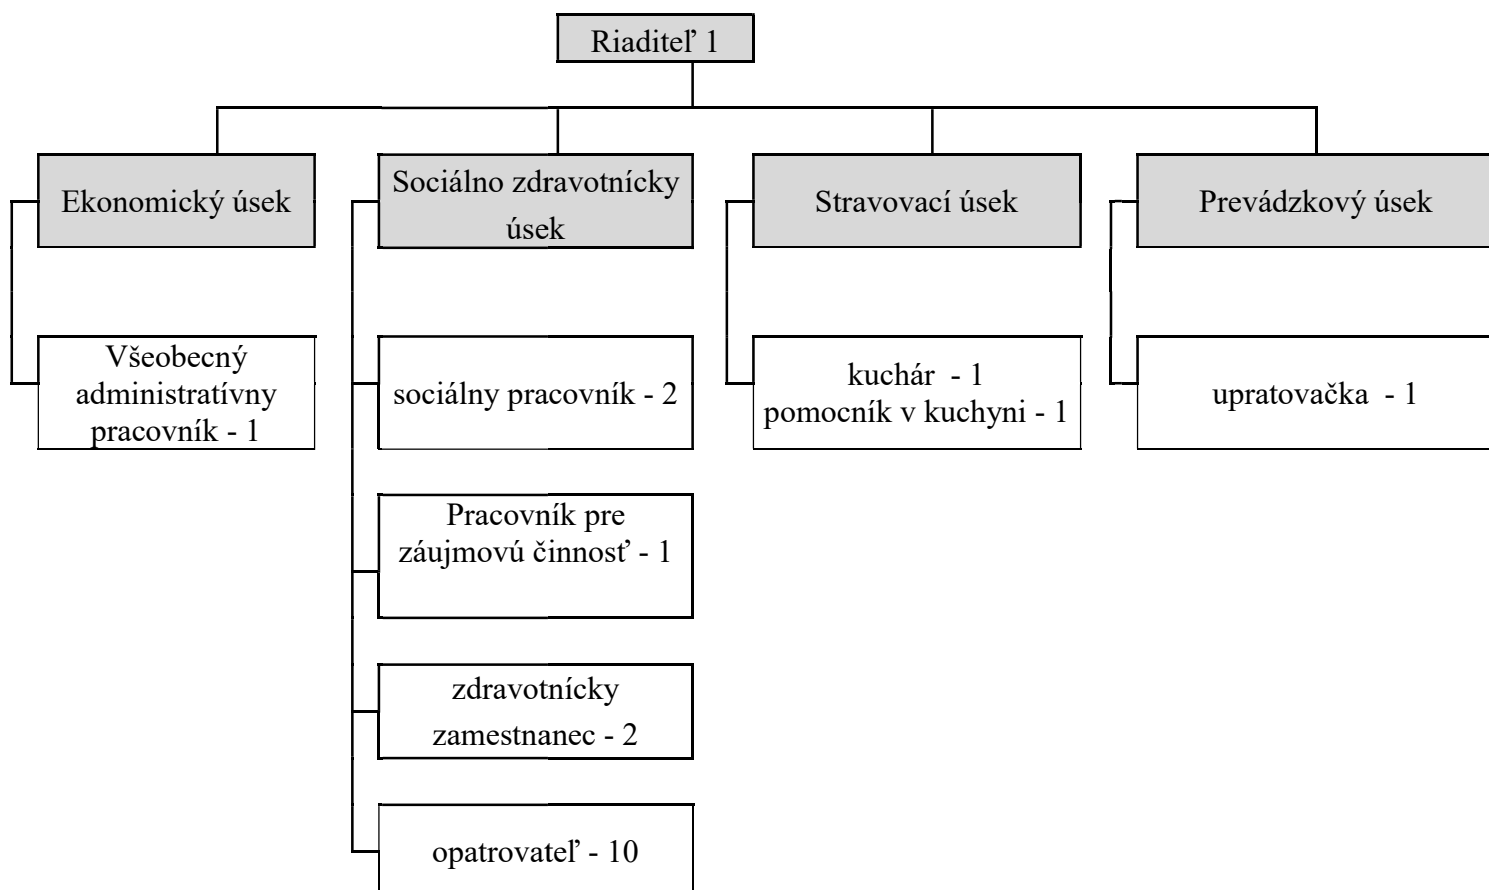 Riaditeľ 1
Ekonomický úsek
Sociálno zdravotnícky
úsek
Stravovací úsek
Prevádzkový úsek
Všeobecný
administratívny
pracovník - 1
sociálny pracovník - 2
kuchár  - 1
pomocník v kuchyni - 1
upratovačka  - 1
Pracovník pre
záujmovú činnosť - 1
zdravotnícky
zamestnanec - 2
opatrovateľ - 10